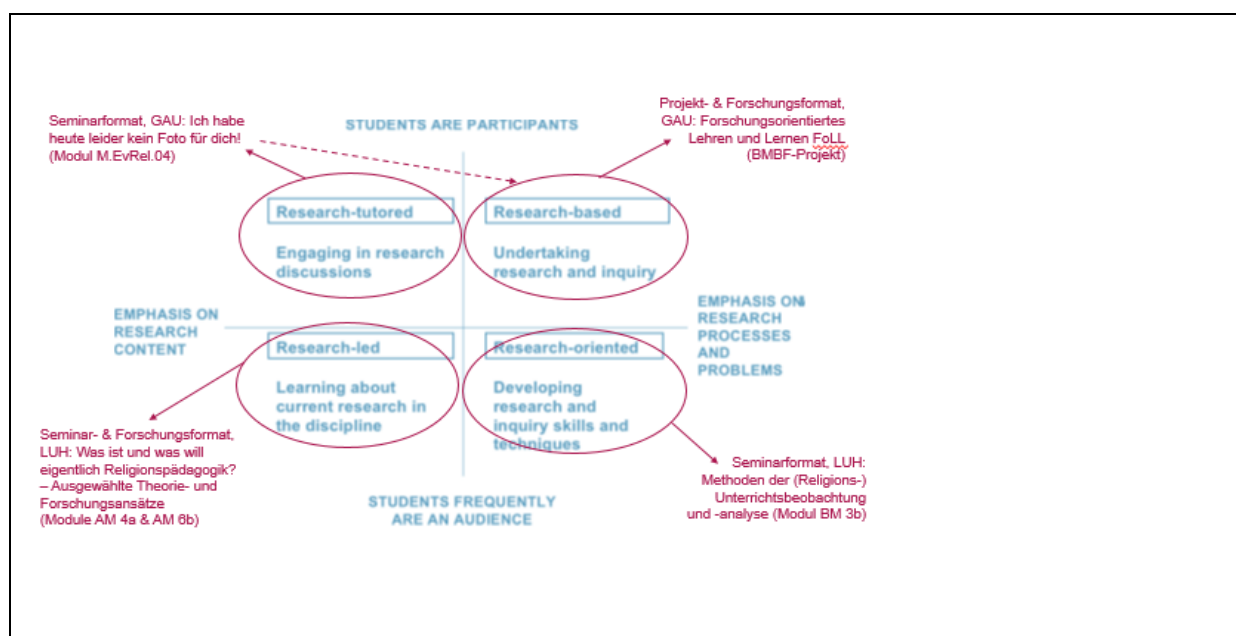 Seminarformat, GAU: Ich habe
heute leider kein Foto für dich!
(Modul M.EvRel.04)
STUDENTS ARE PARTICIPANTS
Projekt- & Forschungsformat,
GAU: Forschungsorientiertes
Lehren und Lernen FoLL
(BMBF-Projekt)
Research-tutored
Engaging in research
discussions
Research-based
Undertaking
research and inquiry
EMPHASIS ON
RESEARCH
CONTENT
EMPHASIS ON
RESEARCH
PROCESSES
AND
PROBLEMS
Research-led
Learning about
current research in
the discipline
Research-oriented
Developing
research and
inquiry skills and
techniques
Seminar- & Forschungsformat,
LUH: Was ist und was will
eigentlich Religionspädagogik?
– Ausgewählte Theorie- und
Forschungsansätze
(Module AM 4a & AM 6b)
Seminarformat, LUH:
Methoden der (Religions-)
Unterrichtsbeobachtung
und -analyse (Modul BM 3b)
STUDENTS FREQUENTLY
ARE AN AUDIENCE